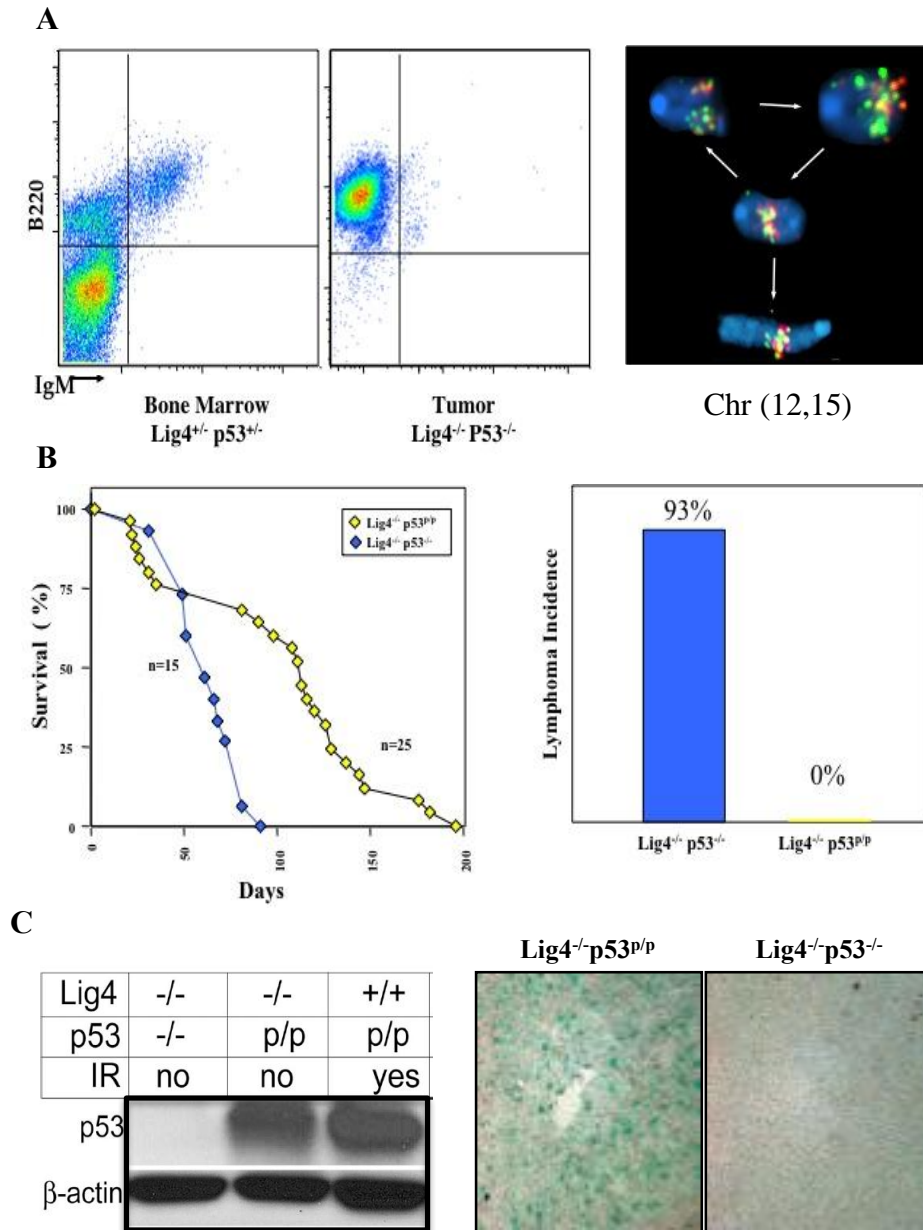 A
B220
IgM
Bone Marrow
Lig4+/- p53+/-
Tumor
Lig4-/- P53-/-
Chr (12,15)
B
100
75
50
25
0
Survival ( %)
0
50
100
150
200
Days
Lig4-/- p53p/p
Lig4-/- p53-/-
n=15
n=25
Lymphoma Incidence
93%
0%
Lig4-/- p53-/-
Lig4-/- p53p/p
C
Lig4 -/- -/- +/+
p53 -/- p/p p/p
IR no no yes
p53
β-actin
Lig4-/-p53p/p
Lig4-/-p53-/-